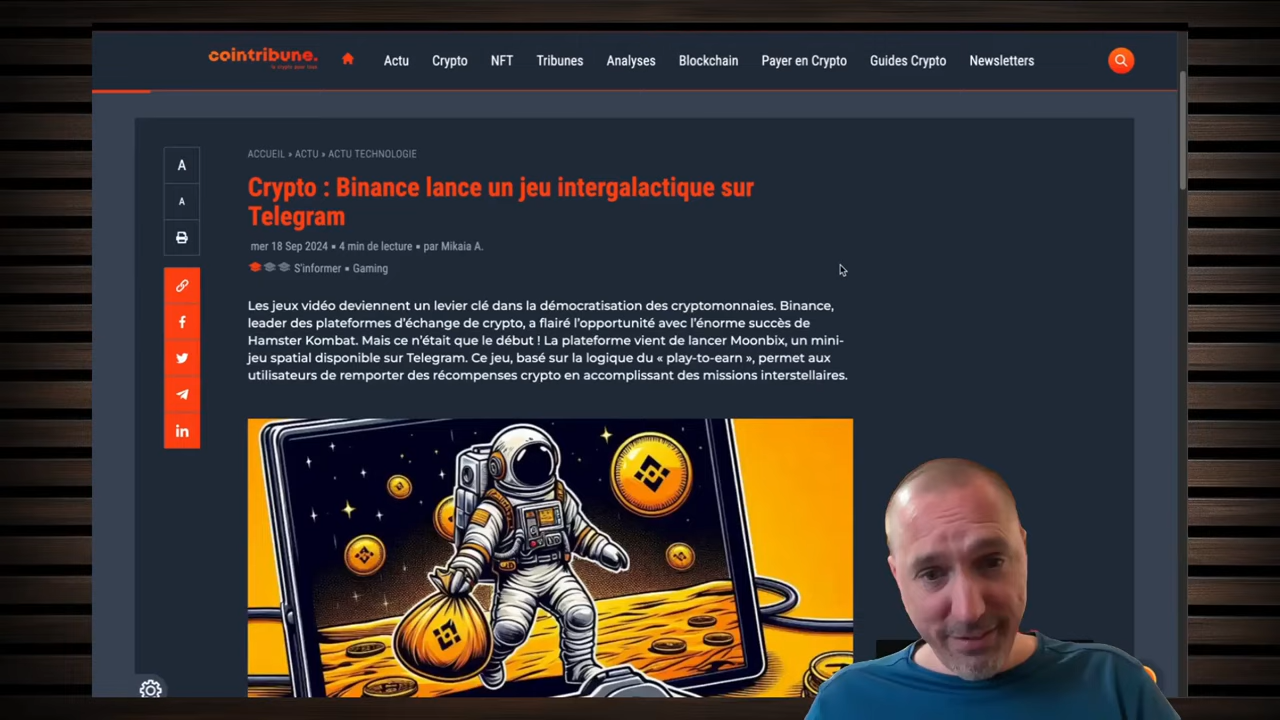 cointribune.
Actu
Crypto
NFT
Tribunes
Analyses
Blockchain
Payer en Crypto
Guides Crypto
Newsletters
ACCUEIL » ACTU » ACTU TECHNOLOGIE
A
A
Crypto : Binance lance un jeu intergalactique sur
Telegram
mer 18 Sep 2024 ▪ 4 min de lecture ▪ par Mikaia A.
S'informer ▪ Gaming
Les jeux vidéo deviennent un levier clé dans la démocratisation des cryptomonnaies. Binance,
leader des plateformes d’échange de crypto, a flairé l’opportunité avec l’énorme succès de
Hamster Kombat. Mais ce n’était que le début ! La plateforme vient de lancer Moonbix, un mini-
jeu spatial disponible sur Telegram. Ce jeu, basé sur la logique du « play-to-earn », permet aux
utilisateurs de remporter des récompenses crypto en accomplissant des missions interstellaires.